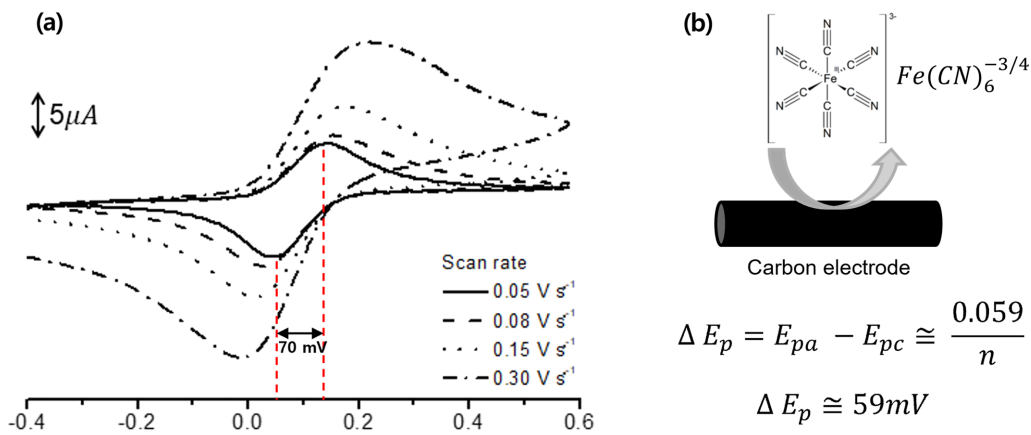 (a)
5μA
Scan rate
0.05 V s⁻¹
0.08 V s⁻¹
0.15 V s⁻¹
0.30 V s⁻¹
70 mV
-0.4 -0.2 0.0 0.2 0.4 0.6
(b)
N N N
C C C
Fe III
C C C
N N N
3-
Fe(CN)₆⁻³ᐟ⁴
Carbon electrode
Δ Eₚ = Eₚₐ − Eₚ꜀ ≅ 0.059/n
Δ Eₚ ≅ 59mV